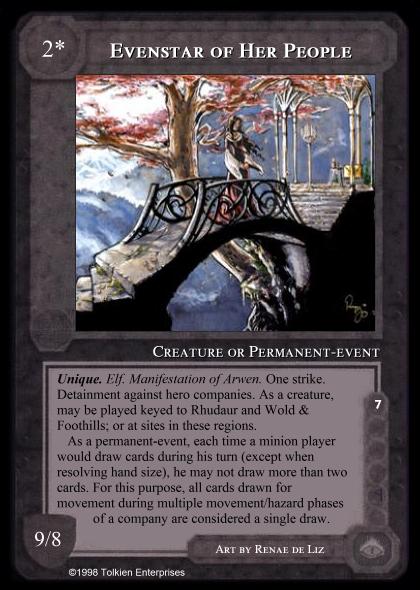 2*
EVENSTAR OF HER PEOPLE
CREATURE OR PERMANENT-EVENT
Unique. Elf. Manifestation of Arwen. One strike.
Detainment against hero companies. As a creature,
may be played keyed to Rhudaur and Wold &
Foothills; or at sites in these regions.
As a permanent-event, each time a minion player
would draw cards during his turn (except when
resolving hand size), he may not draw more than two
cards. For this purpose, all cards drawn for
movement during multiple movement/hazard phases
of a company are considered a single draw.
7
9/8
ART BY RENAE DE LIZ
©1998 Tolkien Enterprises